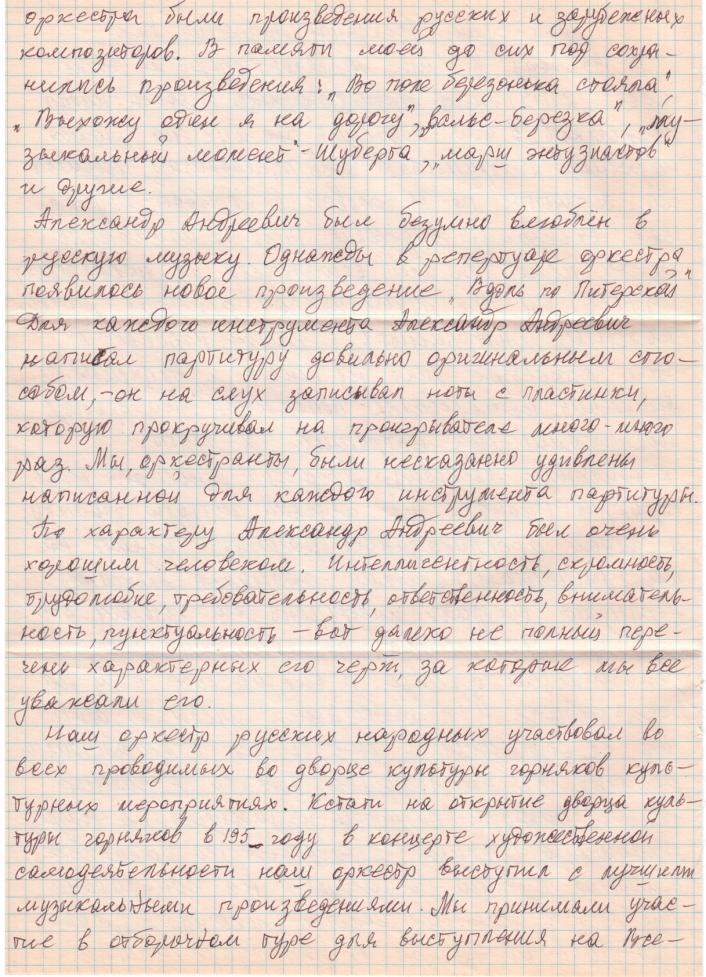 оркестра были произведения русских и зарубежных
композиторов. В памяти моей до сих пор сохра-
нились произведения: „Во поле березонька стояла",
„Выхожу один я на дорогу", „вальс-березка", „му-
зыкальный момент"-Шуберта, „марш энтузиастов"
и другие.
Александр Андреевич был безумно влюблён в
русскую музыку. Однажды в репертуаре оркестра
появилось новое произведение „Вдоль по Питерской"
Для каждого инструмента Александр Андреевич
написал партитуру довильно оригинальным спо-
собом,-он на слух записывал ноты с пластинки,
которую прокручивал на проигрывателе много-много
раз. Мы, оркестранты, были несказанно удивлены
написанной для каждого инструмента партитуры.
По характеру Александр Андреевич был очень
хорошим человеком. Интеллигентность, скромность,
трудолюбие, требовательность, ответственность, вниматель-
ность, пунктуальность – вот далеко не полный пере-
чень характерных его черт, за которые мы все
уважали его.
Наш оркестр русских народных участвовал во
всех проводимых во дворце культуры горняков куль-
турных мероприятиях. Кстати на открытие дворца куль-
туры горняков в 195_ году в концерте художественной
самодеятельности наш оркестр выступил с лучшими
музыкальными произведениями. Мы принимали учас-
тие в отборочном туре для выступления на Все-